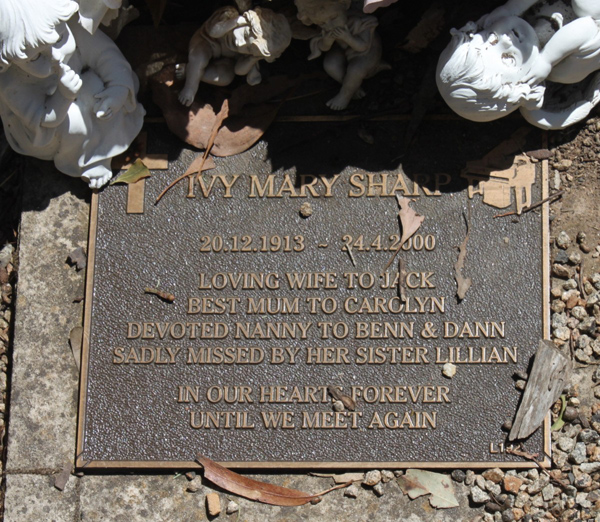 IVY MARY SHARP
20.12.1913 ~ 24.4.2000
LOVING WIFE TO JACK
BEST MUM TO CAROLYN
DEVOTED NANNY TO BENN & DANN
SADLY MISSED BY HER SISTER LILLIAN
IN OUR HEARTS FOREVER
UNTIL WE MEET AGAIN